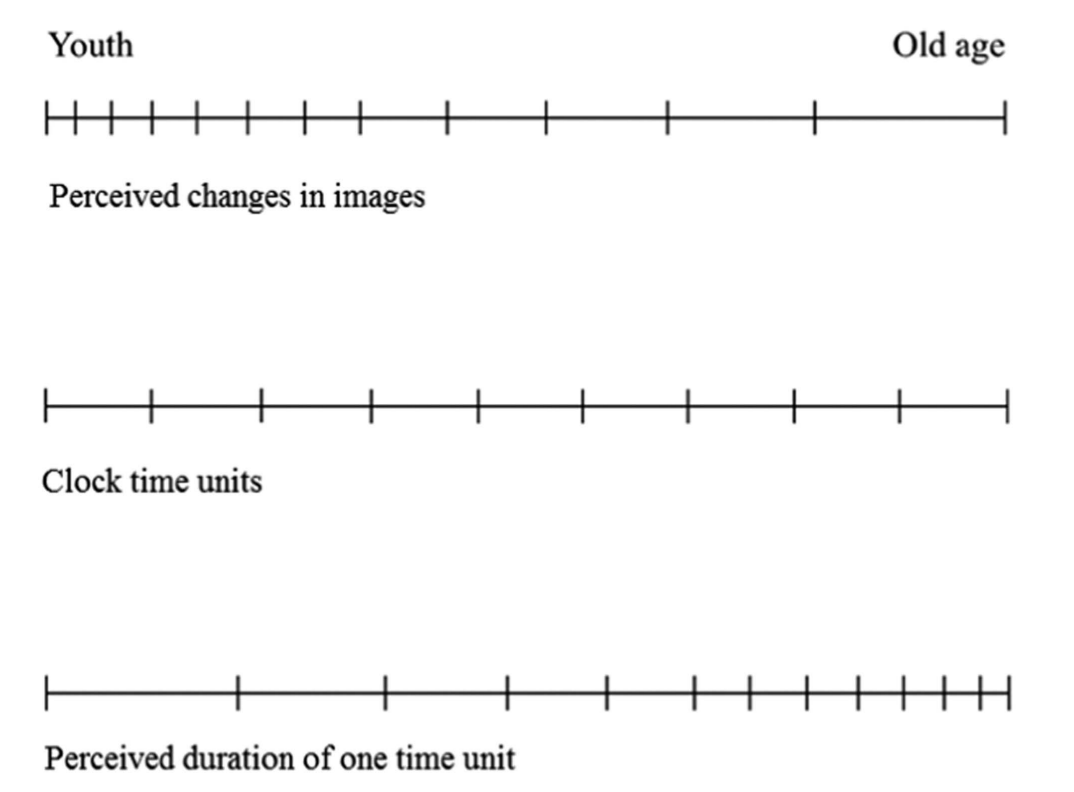 Youth Old age
Perceived changes in images
Clock time units
Perceived duration of one time unit